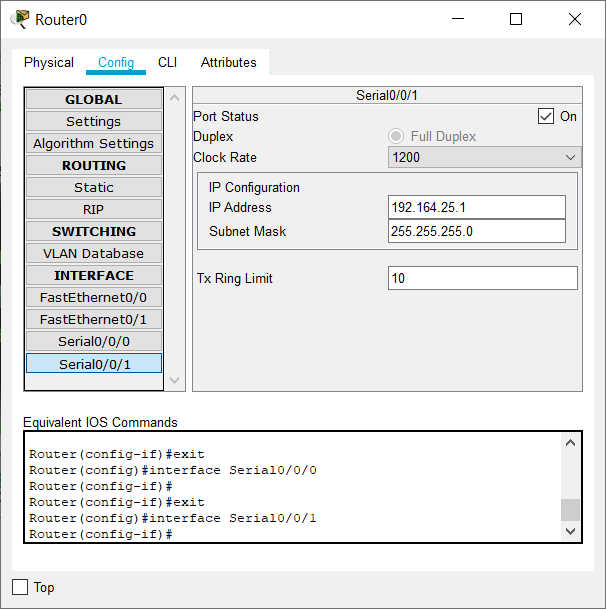 Router0
Physical Config CLI Attributes
GLOBAL
Settings
Algorithm Settings
ROUTING
Static
RIP
SWITCHING
VLAN Database
INTERFACE
FastEthernet0/0
FastEthernet0/1
Serial0/0/0
Serial0/0/1
Serial0/0/1
Port Status On
Duplex Full Duplex
Clock Rate 1200
IP Configuration
IP Address 192.164.25.1
Subnet Mask 255.255.255.0
Tx Ring Limit 10
Equivalent IOS Commands
Router(config-if)#exit
Router(config)#interface Serial0/0/0
Router(config-if)#
Router(config-if)#exit
Router(config)#interface Serial0/0/1
Router(config-if)#
Top